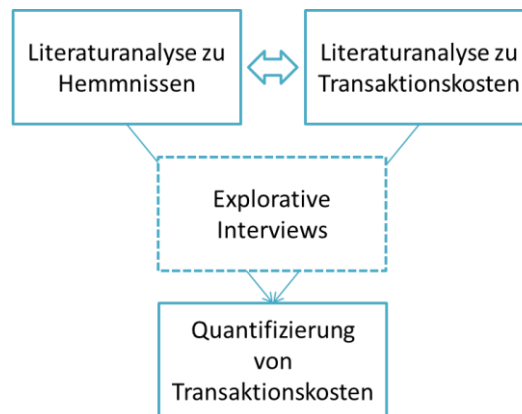 Literaturanalyse zu
Hemmnissen
Literaturanalyse zu
Transaktionskosten
Explorative
Interviews
Quantifizierung
von
Transaktionskosten